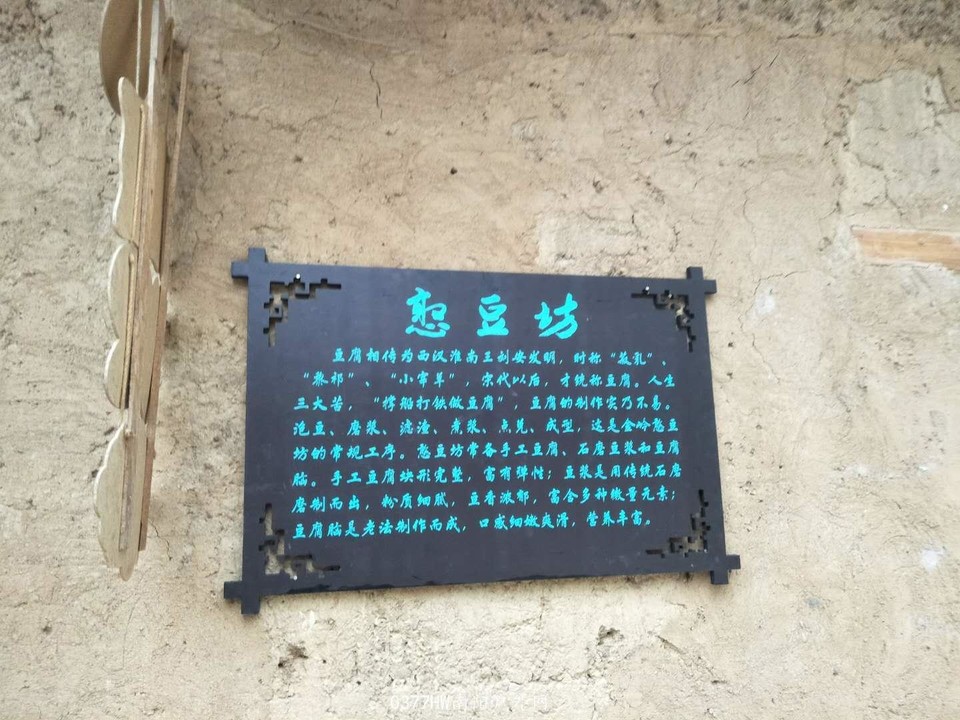 憨豆坊
豆腐相传为西汉淮南王刘安发明，时称“菽乳”、
“黎祁”、“小宰羊”，宋代以后，才统称豆腐。人生
三大苦，“撑船打铁做豆腐”，豆腐的制作实乃不易。
泡豆、磨浆、滤渣、煮浆、点兑、成型，这是金岭憨豆
坊的常规工序。憨豆坊常备手工豆腐、石磨豆浆和豆腐
脑。手工豆腐块形完整，富有弹性；豆浆是用传统石磨
磨制而出，粉质细腻，豆香浓郁，富含多种微量元素；
豆腐脑是老法制作而成，口感细嫩爽滑，营养丰富。